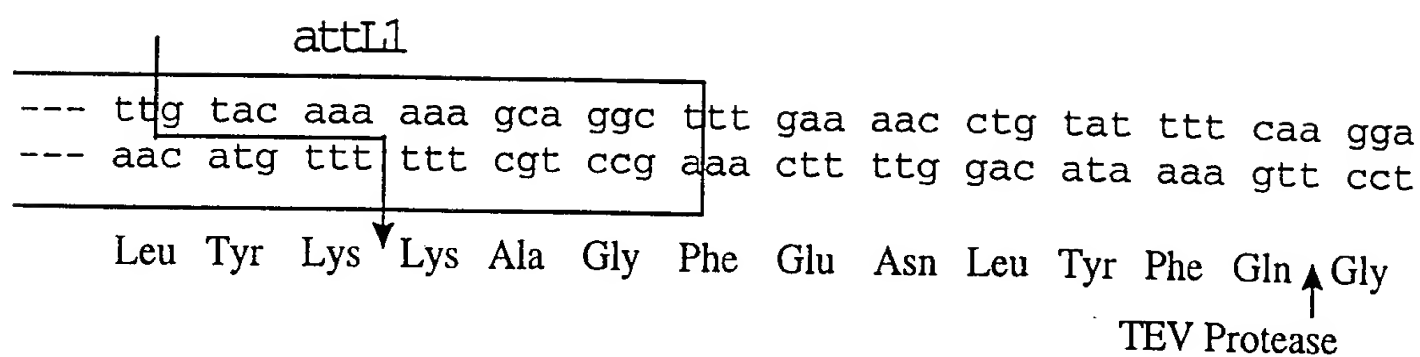 attL1
--- ttg tac aaa aaa gca ggc ttt gaa aac ctg tat ttt caa gga
--- aac atg ttt ttt cgt ccg aaa ctt ttg gac ata aaa gtt cct
Leu Tyr Lys Lys Ala Gly Phe Glu Asn Leu Tyr Phe Gln Gly
TEV Protease